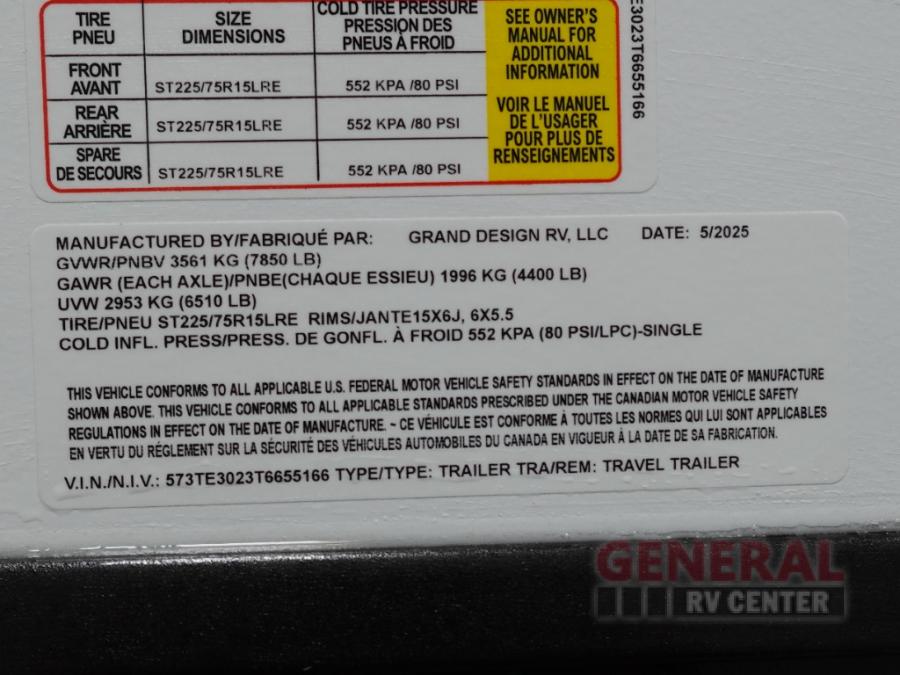 TIRE SIZE COLD TIRE PRESSURE
PNEU DIMENSIONS PRESSION DES
PNEUS À FROID
FRONT
AVANT ST225/75R15LRE 552 KPA /80 PSI
REAR
ARRIÈRE ST225/75R15LRE 552 KPA /80 PSI
SPARE
DE SECOURS ST225/75R15LRE 552 KPA /80 PSI
SEE OWNER'S
MANUAL FOR
ADDITIONAL
INFORMATION
VOIR LE MANUEL
DE L'USAGER
POUR PLUS DE
RENSEIGNEMENTS
E3023T6655166
MANUFACTURED BY/FABRIQUÉ PAR: GRAND DESIGN RV, LLC DATE: 5/2025
GVWR/PNBV 3561 KG (7850 LB)
GAWR (EACH AXLE)/PNBE(CHAQUE ESSIEU) 1996 KG (4400 LB)
UVW 2953 KG (6510 LB)
TIRE/PNEU ST225/75R15LRE RIMS/JANTE15X6J, 6X5.5
COLD INFL. PRESS/PRESS. DE GONFL. À FROID 552 KPA (80 PSI/LPC)-SINGLE
THIS VEHICLE CONFORMS TO ALL APPLICABLE U.S. FEDERAL MOTOR VEHICLE SAFETY STANDARDS IN EFFECT ON THE DATE OF MANUFACTURE
SHOWN ABOVE. THIS VEHICLE CONFORMS TO ALL APPLICABLE STANDARDS PRESCRIBED UNDER THE CANADIAN MOTOR VEHICLE SAFETY
REGULATIONS IN EFFECT ON THE DATE OF MANUFACTURE. ~ CE VÉHICULE EST CONFORME À TOUTES LES NORMES QUI LUI SONT APPLICABLES
EN VERTU DU RÉGLEMENT SUR LA SÉCURITÉ DES VÉHICULES AUTOMOBILES DU CANADA EN VIGUEUR À LA DATE DE SA FABRICATION.
V.I.N./N.I.V.: 573TE3023T6655166 TYPE/TYPE: TRAILER TRA/REM: TRAVEL TRAILER
GENERAL
RV CENTER